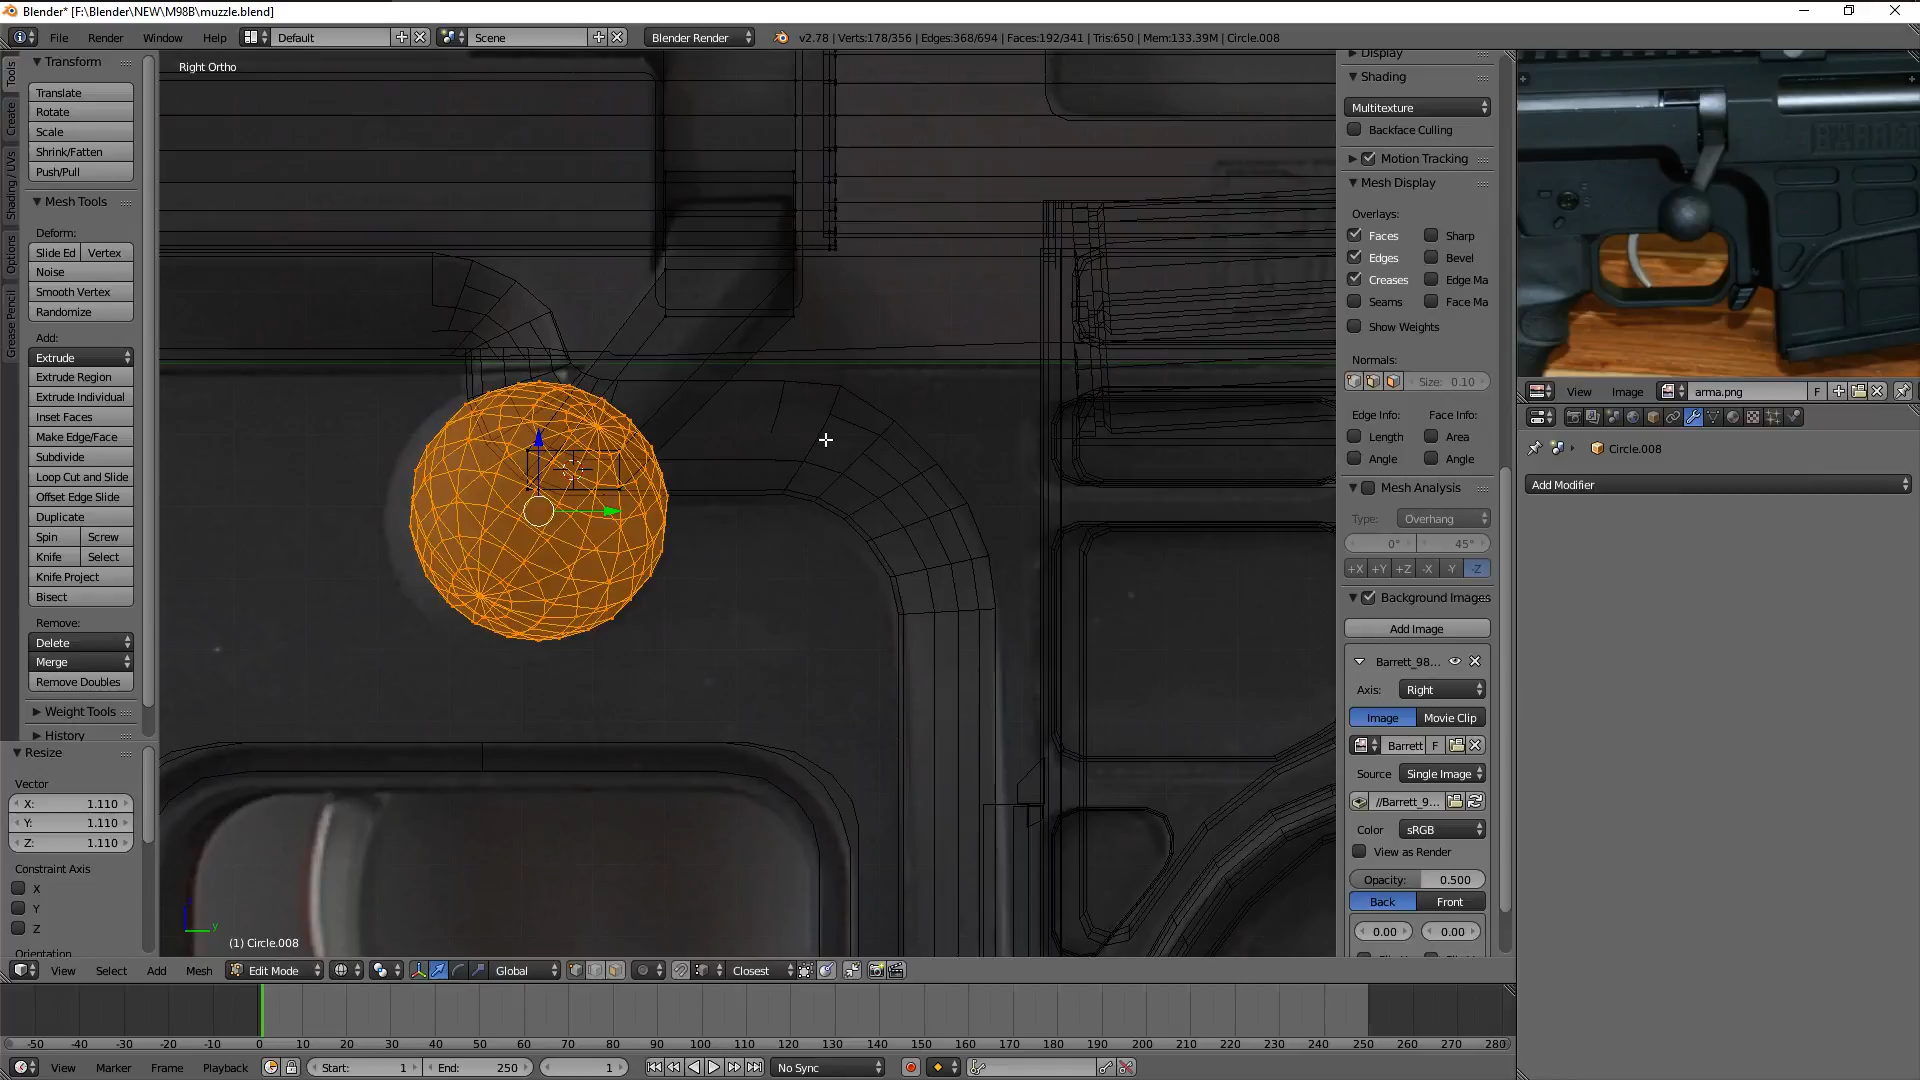 Blender* [F:\Blender\NEW\M98B\muzzle.blend]
File Render Window Help Default Scene Blender Render v2.78 | Verts:178/356 | Edges:368/694 | Faces:192/341 | Tris:650 | Mem:133.39M | Circle.008
Transform
Translate
Rotate
Scale
Shrink/Fatten
Push/Pull
Mesh Tools
Deform:
Slide Ed Vertex
Noise
Smooth Vertex
Randomize
Add:
Extrude
Extrude Region
Extrude Individual
Inset Faces
Make Edge/Face
Subdivide
Loop Cut and Slide
Offset Edge Slide
Duplicate
Spin Screw
Knife Select
Knife Project
Bisect
Remove:
Delete
Merge
Remove Doubles
Weight Tools
History
Tools
Create
Shading / UVs
Options
Grease Pencil
Resize
Vector
X: 1.110
Y: 1.110
Z: 1.110
Constraint Axis
X
Y
Z
Orientation
Right Ortho
y
(1) Circle.008
Display
Shading
Multitexture
Backface Culling
Motion Tracking
Mesh Display
Overlays:
Faces Sharp
Edges Bevel
Creases Edge Ma
Seams Face Ma
Show Weights
Normals:
Size: 0.10
Edge Info: Face Info:
Length Area
Angle Angle
Mesh Analysis
Type: Overhang
0° 45°
+X +Y +Z -X -Y -Z
Background Images
Add Image
Barrett_98...
Axis: Right
Image Movie Clip
Barrett F
Source Single Image
//Barrett_9...
Color sRGB
View as Render
Opacity: 0.500
Back Front
0.00 0.00
View Image arma.png F
Circle.008
Add Modifier
View Select Add Mesh Edit Mode Global Closest
-50 -40 -30 -20 -10 0 10 20 30 40 50 60 70 80 90 100 110 120 130 140 150 160 170 180 190 200 210 220 230 240 250 260 270 280
View Marker Frame Playback Start: 1 End: 250 1 No Sync